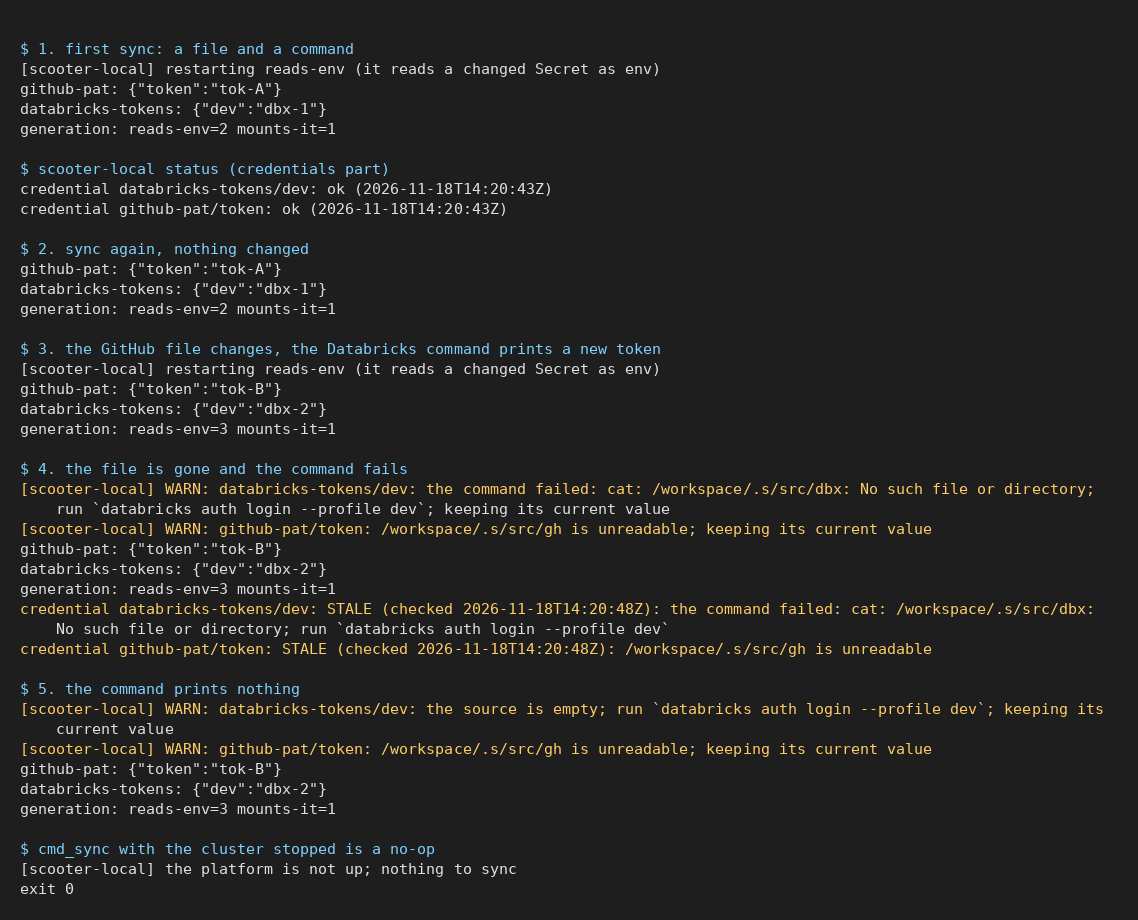 $ 1. first sync: a file and a command
[scooter-local] restarting reads-env (it reads a changed Secret as env)
github-pat: {"token":"tok-A"}
databricks-tokens: {"dev":"dbx-1"}
generation: reads-env=2 mounts-it=1
$ scooter-local status (credentials part)
credential databricks-tokens/dev: ok (2026-11-18T14:20:43Z)
credential github-pat/token: ok (2026-11-18T14:20:43Z)
$ 2. sync again, nothing changed
github-pat: {"token":"tok-A"}
databricks-tokens: {"dev":"dbx-1"}
generation: reads-env=2 mounts-it=1
$ 3. the GitHub file changes, the Databricks command prints a new token
[scooter-local] restarting reads-env (it reads a changed Secret as env)
github-pat: {"token":"tok-B"}
databricks-tokens: {"dev":"dbx-2"}
generation: reads-env=3 mounts-it=1
$ 4. the file is gone and the command fails
[scooter-local] WARN: databricks-tokens/dev: the command failed: cat: /workspace/.s/src/dbx: No such file or directory;
run `databricks auth login --profile dev`; keeping its current value
[scooter-local] WARN: github-pat/token: /workspace/.s/src/gh is unreadable; keeping its current value
github-pat: {"token":"tok-B"}
databricks-tokens: {"dev":"dbx-2"}
generation: reads-env=3 mounts-it=1
credential databricks-tokens/dev: STALE (checked 2026-11-18T14:20:48Z): the command failed: cat: /workspace/.s/src/dbx:
No such file or directory; run `databricks auth login --profile dev`
credential github-pat/token: STALE (checked 2026-11-18T14:20:48Z): /workspace/.s/src/gh is unreadable
$ 5. the command prints nothing
[scooter-local] WARN: databricks-tokens/dev: the source is empty; run `databricks auth login --profile dev`; keeping its
current value
[scooter-local] WARN: github-pat/token: /workspace/.s/src/gh is unreadable; keeping its current value
github-pat: {"token":"tok-B"}
databricks-tokens: {"dev":"dbx-2"}
generation: reads-env=3 mounts-it=1
$ cmd_sync with the cluster stopped is a no-op
[scooter-local] the platform is not up; nothing to sync
exit 0